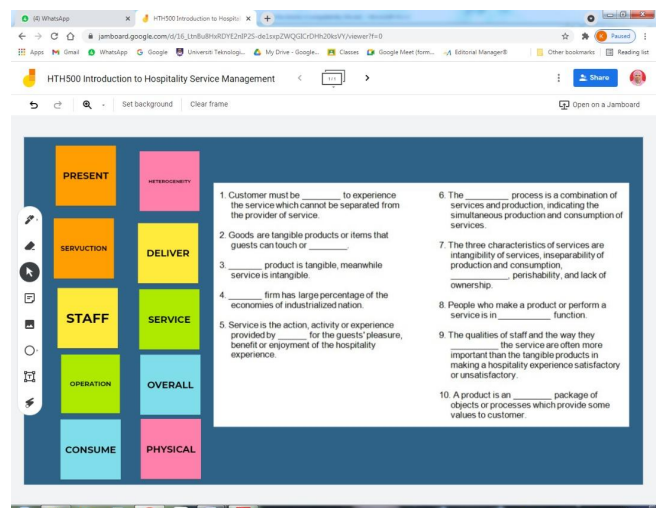 (4) WhatsApp
HTH500 Introduction to Hospital
jamboard.google.com/d/16_LtnBu8HxRDYE2rdP2S-de1sxpZWQGlCrDHh20ksVY/viewer?f=0
Paused
Apps
Gmail
WhatsApp
Google
Universiti Teknologi...
My Drive - Google...
Classes
Google Meet (form...
Editorial Manager®
Other bookmarks
Reading list
HTH500 Introduction to Hospitality Service Management
1/1
Share
Set background
Clear frame
Open on a Jamboard
PRESENT
HETEROGENEITY
SERVUCTION
DELIVER
STAFF
SERVICE
OPERATION
OVERALL
CONSUME
PHYSICAL
1. Customer must be ________ to experience
the service which cannot be separated from
the provider of service.
2. Goods are tangible products or items that
guests can touch or ________.
3. _______ product is tangible, meanwhile
service is intangible.
4. _______ firm has large percentage of the
economies of industrialized nation.
5. Service is the action, activity or experience
provided by ______ for the guests' pleasure,
benefit or enjoyment of the hospitality
experience.
6. The _________ process is a combination of
services and production, indicating the
simultaneous production and consumption of
services.
7. The three characteristics of services are
intangibility of services, inseparability of
production and consumption,
____________, perishability, and lack of
ownership.
8. People who make a product or perform a
service is in _________ function.
9. The qualities of staff and the way they
__________ the service are often more
important than the tangible products in
making a hospitality experience satisfactory
or unsatisfactory.
10. A product is an ________ package of
objects or processes which provide some
values to customer.